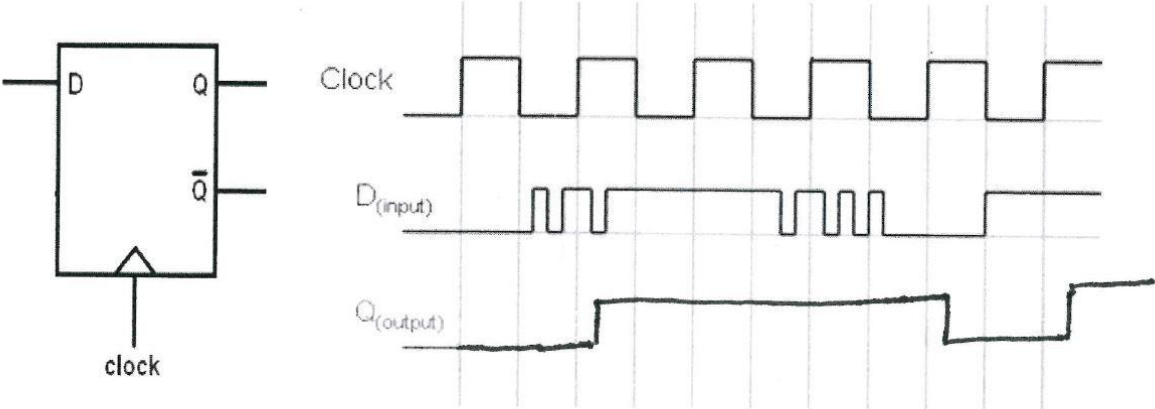 D
Q
Q̅
clock
Clock
D(input)
Q(output)